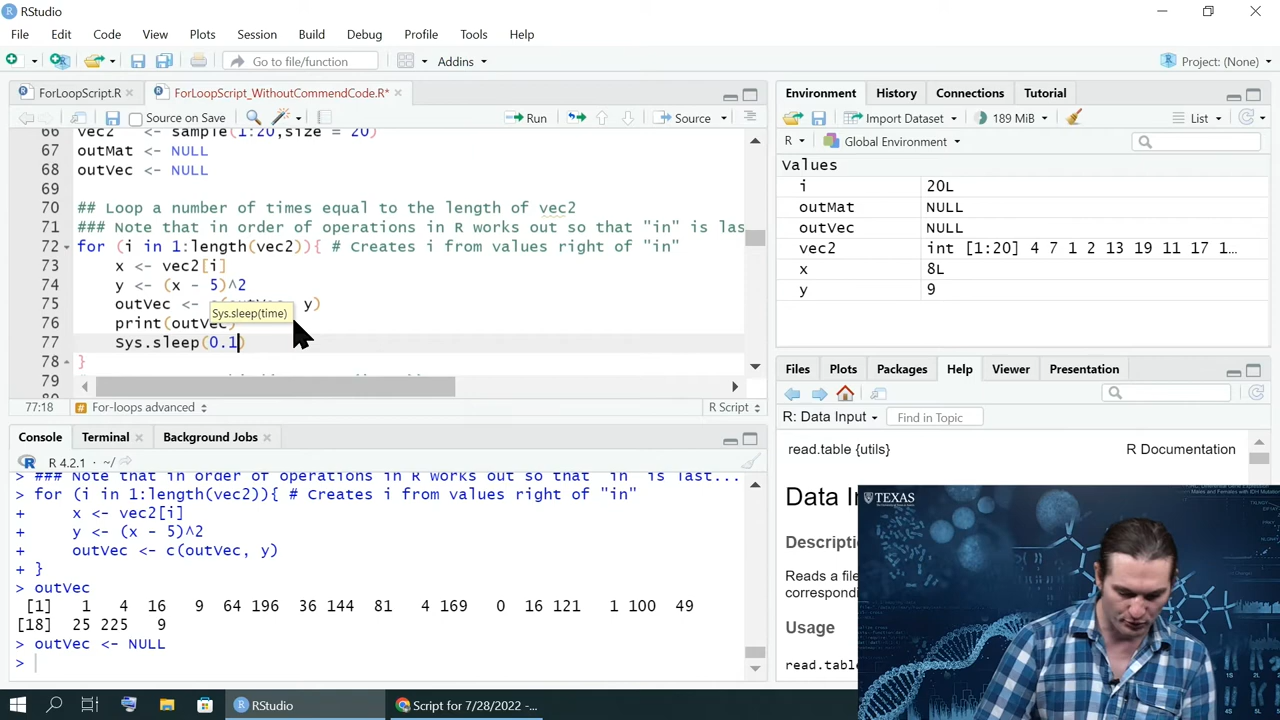 RStudio
File Edit Code View Plots Session Build Debug Profile Tools Help
Go to file/function Addins Project: (None)
ForLoopScript.R ForLoopScript_WithoutCommendCode.R*
Source on Save Run Source
66 vec2 <- sample(1:20,size = 20)
67 outMat <- NULL
68 outVec <- NULL
69
70 ## Loop a number of times equal to the length of vec2
71 ### Note that in order of operations in R works out so that "in" is las
72 for (i in 1:length(vec2)){ # Creates i from values right of "in"
73 x <- vec2[i]
74 y <- (x - 5)^2
75 outVec <- y)
Sys.sleep(time)
76 print(outVec)
77 Sys.sleep(0.1)
78 }
79
77:18 For-loops advanced R Script
Console Terminal Background Jobs
R 4.2.1 · ~/
> ### Note that in order of operations in R works out so that "in" is last...
> for (i in 1:length(vec2)){ # Creates i from values right of "in"
+ x <- vec2[i]
+ y <- (x - 5)^2
+ outVec <- c(outVec, y)
+ }
> outVec
[1] 1 4 16 9 64 196 36 144 81 4 169 0 16 121 1 100 49
[18] 25 225 9
> outVec <- NULL
>
Environment History Connections Tutorial
Import Dataset 189 MiB List
R Global Environment
Values
i 20L
outMat NULL
outVec NULL
vec2 int [1:20] 4 7 1 2 13 19 11 17 1…
x 8L
y 9
Files Plots Packages Help Viewer Presentation
R: Data Input Find in Topic
read.table {utils} R Documentation
Data I
Descripti
Reads a file
correspond
Usage
read.table
TEXAS
RStudio Script for 7/28/2022 -...